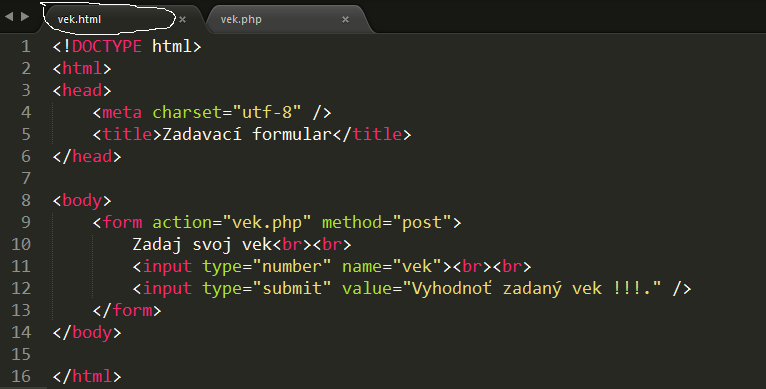 vek.html × vek.php ×
1 <!DOCTYPE html>
2 <html>
3 <head>
4 <meta charset="utf-8" />
5 <title>Zadavací formular</title>
6 </head>
7
8 <body>
9 <form action="vek.php" method="post">
10 Zadaj svoj vek<br><br>
11 <input type="number" name="vek"><br><br>
12 <input type="submit" value="Vyhodnoť zadaný vek !!!." />
13 </form>
14 </body>
15
16 </html>